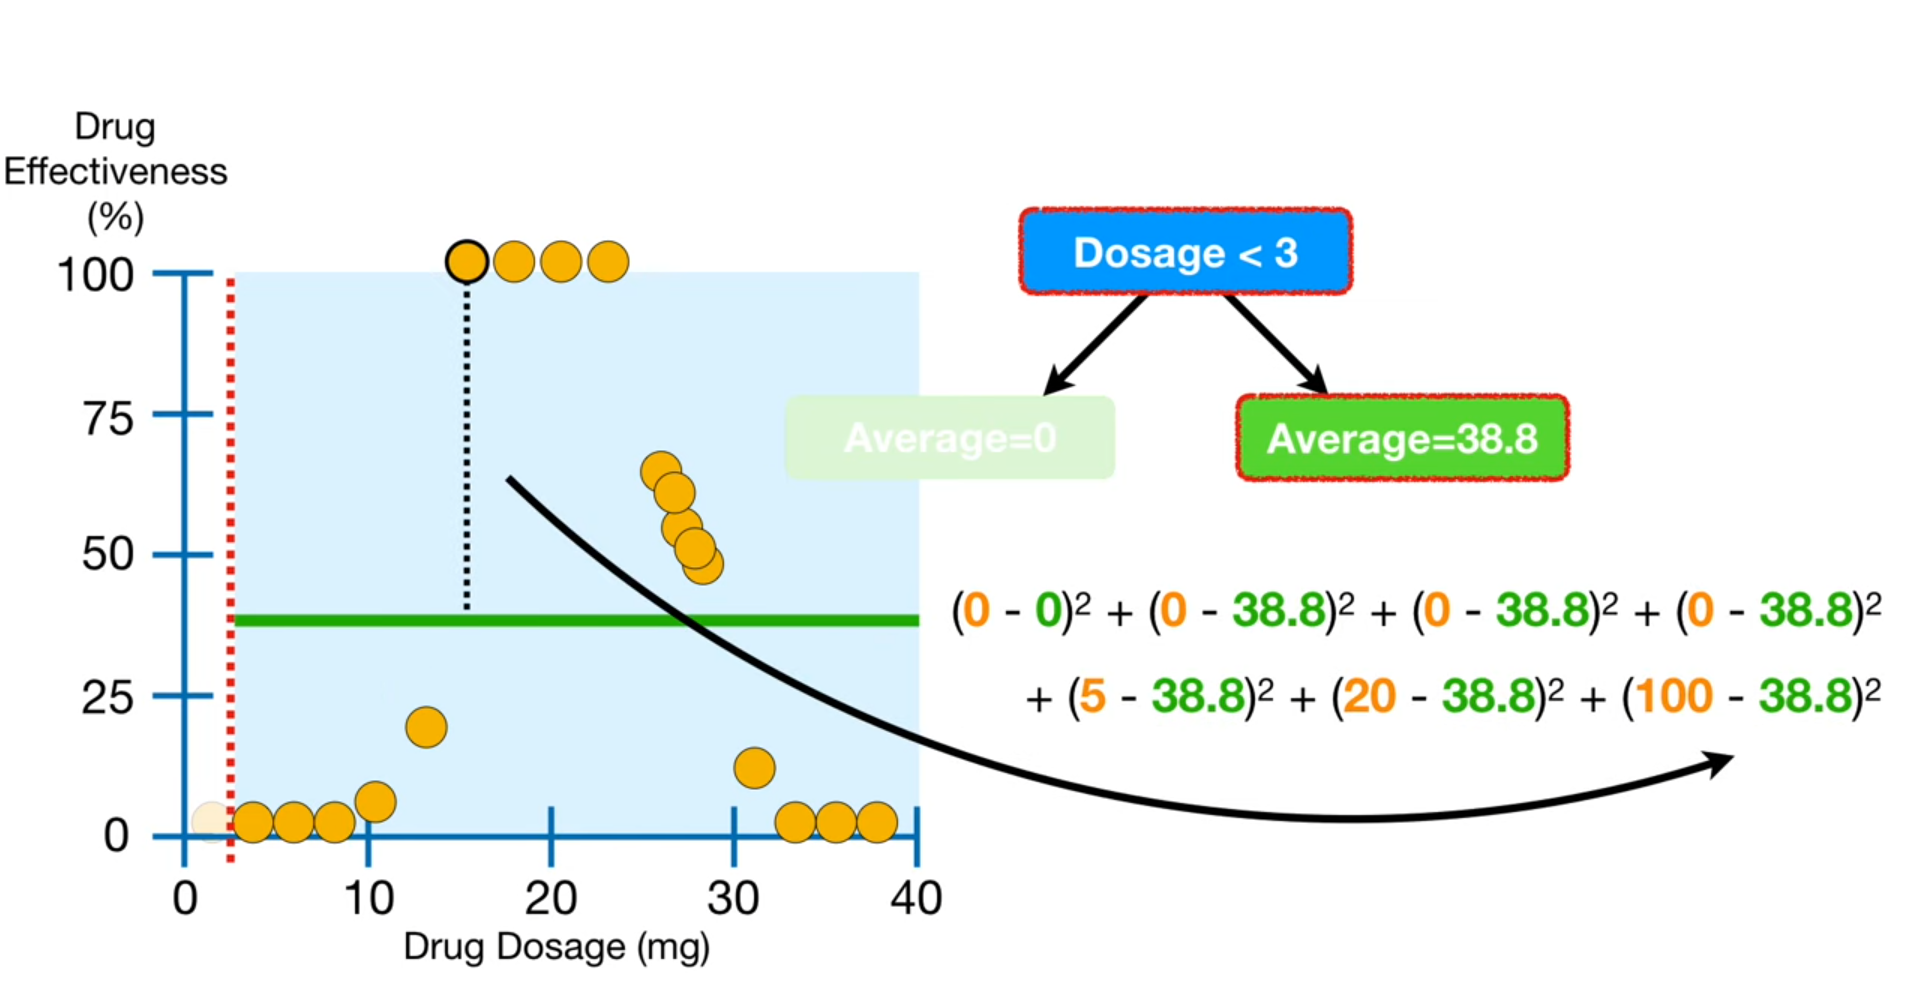 Drug
Effectiveness
(%)
100
75
50
25
0
0 10 20 30 40
Drug Dosage (mg)
Dosage < 3
Average=0
Average=38.8
(0 - 0)² + (0 - 38.8)² + (0 - 38.8)² + (0 - 38.8)²
+ (5 - 38.8)² + (20 - 38.8)² + (100 - 38.8)²